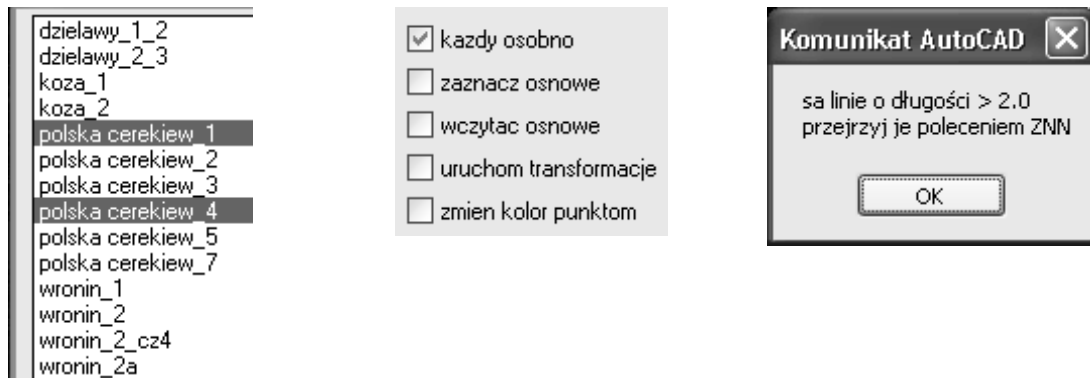 dzielawy_1_2
dzielawy_2_3
koza_1
koza_2
polska cerekiew_1
polska cerekiew_2
polska cerekiew_3
polska cerekiew_4
polska cerekiew_5
polska cerekiew_7
wronin_1
wronin_2
wronin_2_cz4
wronin_2a
kazdy osobno
zaznacz osnowe
wczytac osnowe
uruchom transformacje
zmien kolor punktom
Komunikat AutoCAD
sa linie o długości > 2.0
przejrzyj je poleceniem ZNN
OK